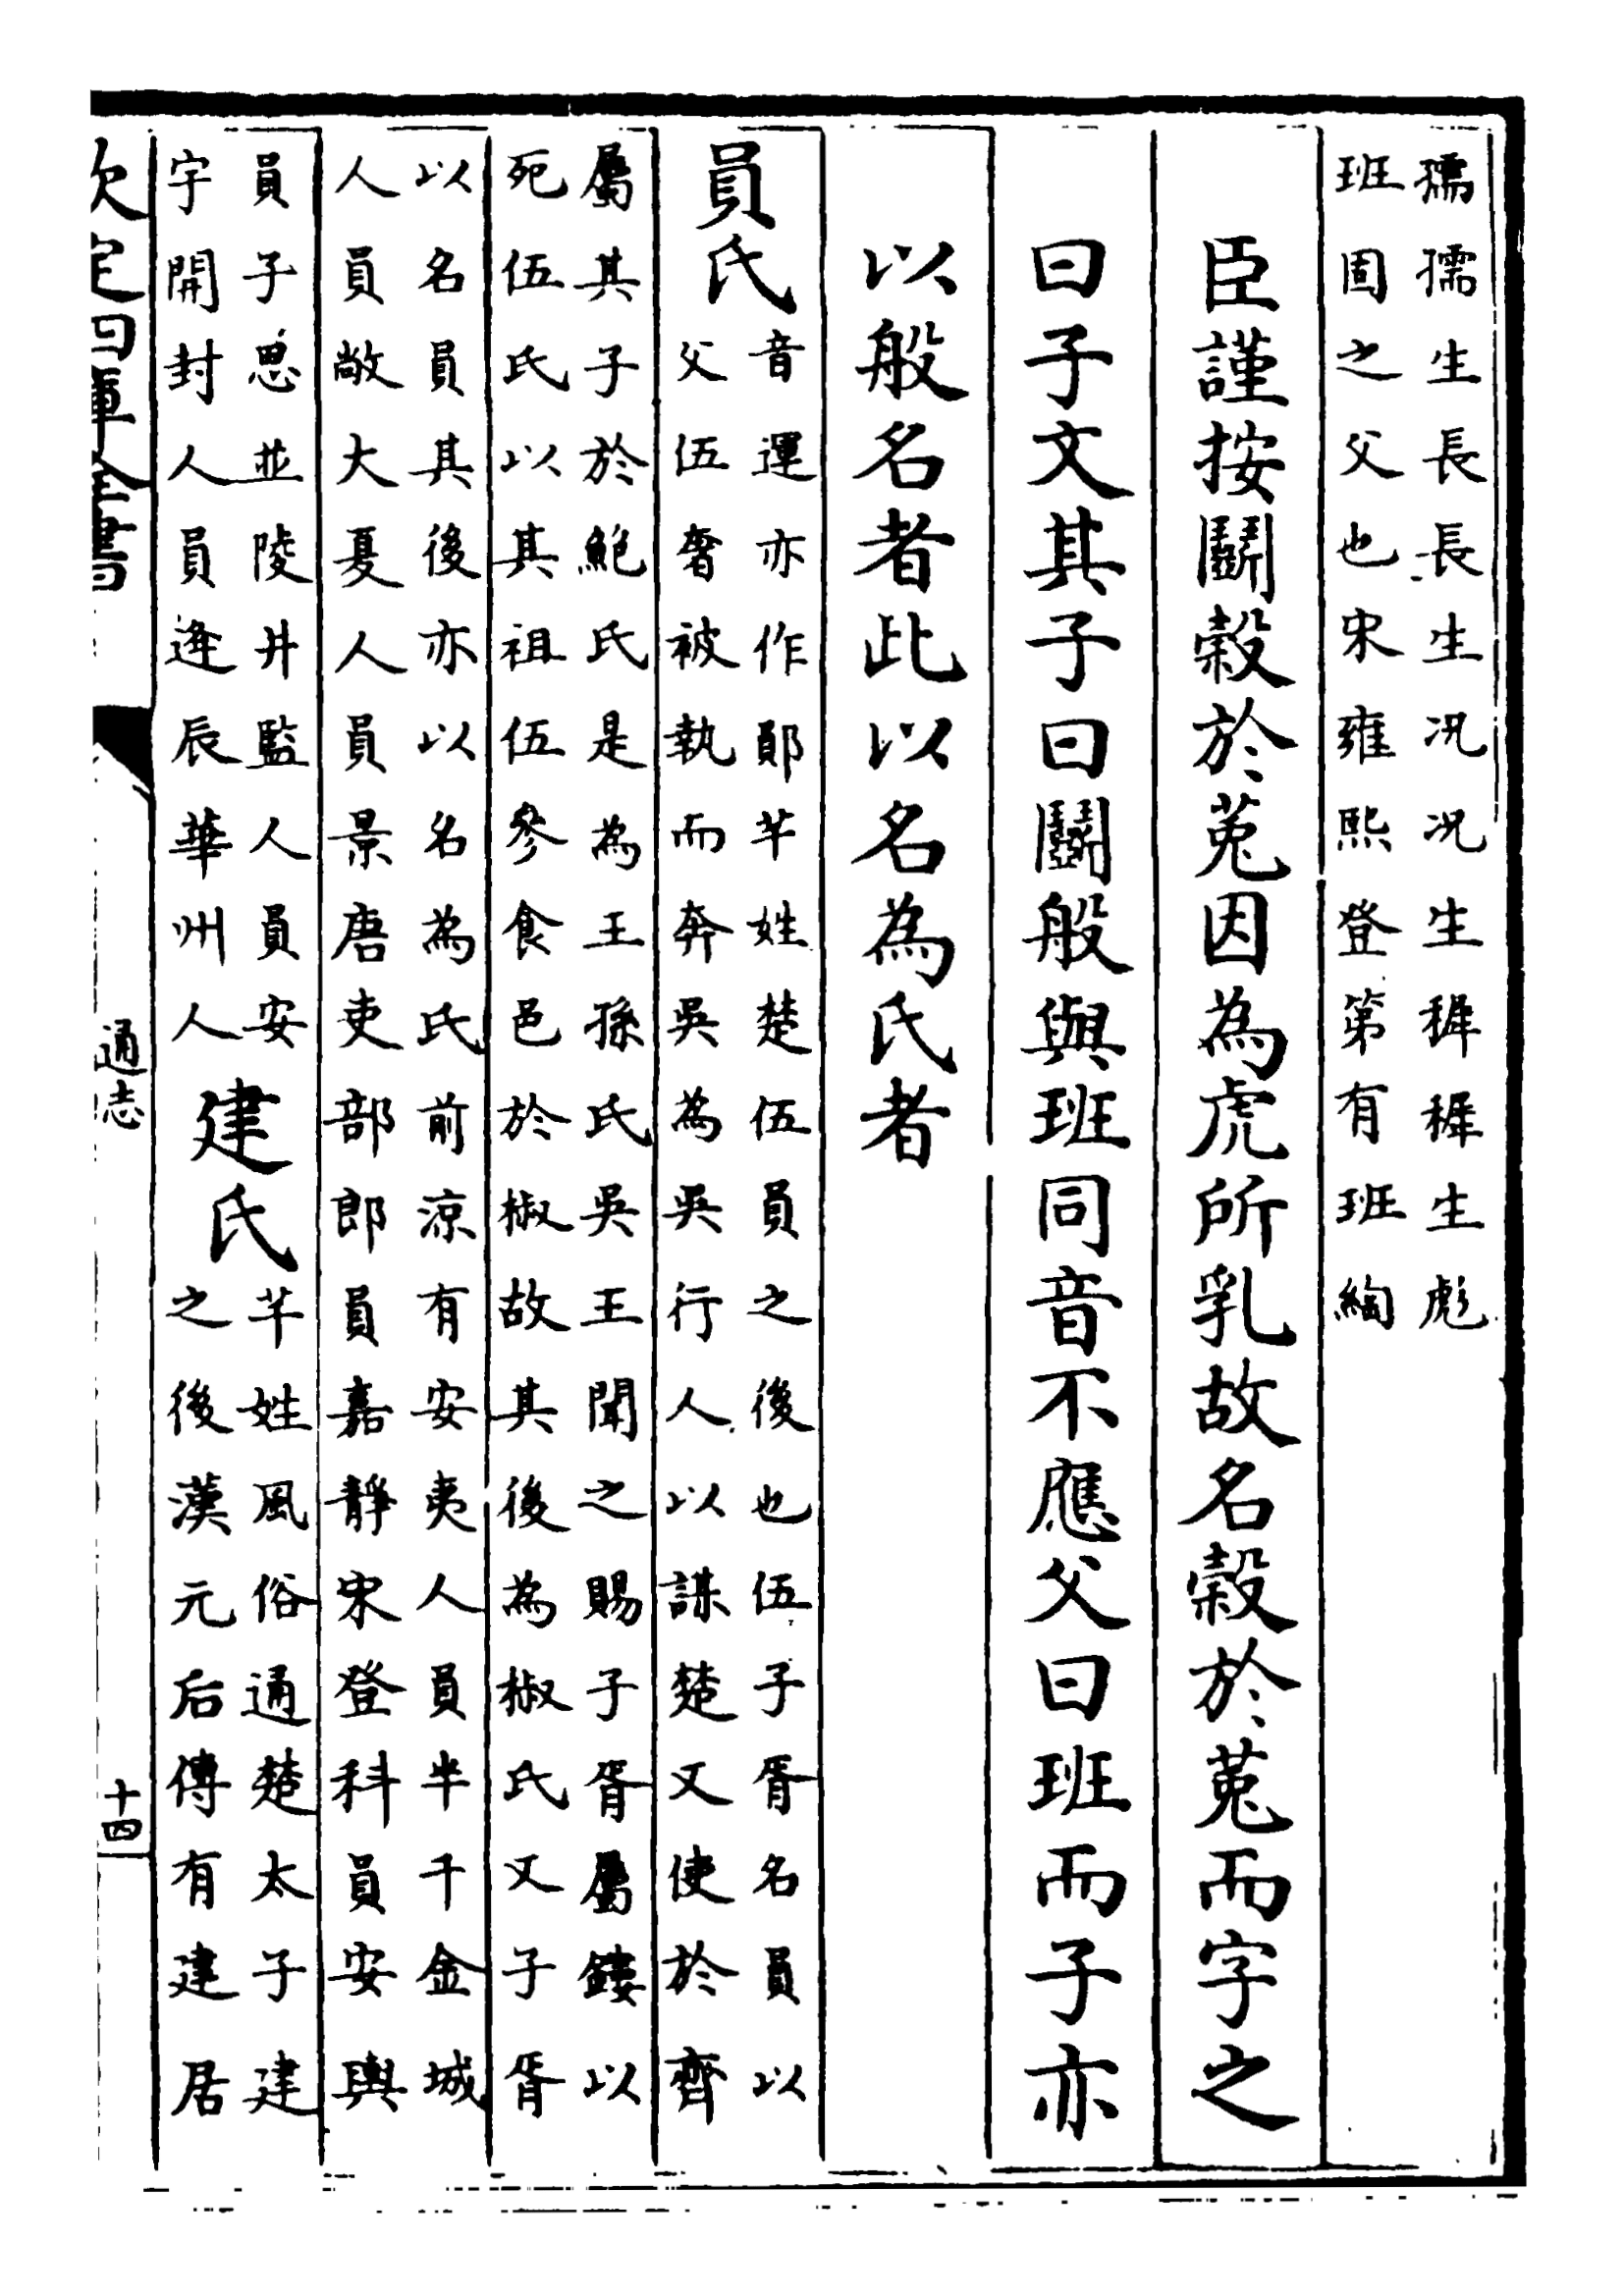 孺孺生長長生況況生穉穉生彪
班固之父也宋雍熙登第有班絢
臣謹按鬭穀於菟因為虎所乳故名穀於菟而字之
曰子文其子曰鬭般與班同音不應父曰班而子亦
以般名者此以名為氏者
員氏
音運亦作鄖芊姓楚伍員之後也伍子胥名員以
父伍奢被執而奔吳為吳行人以謀楚又使於齊
屬其子於鮑氏是為王孫氏吳王聞之賜子胥屬鏤以
死伍氏以其祖伍參食邑於椒故其後為椒氏又子胥
以名員其後亦以名為氏前涼有安夷人員半千金城
人員敞大夏人員景唐吏部郎員嘉靜宋登科員安輿
員子思並陵井監人員安
宇開封人員逄辰華州人
建氏
芊姓風俗通楚太子建
之後漢元后傳有建居
欽定四庫全書
通志
十四